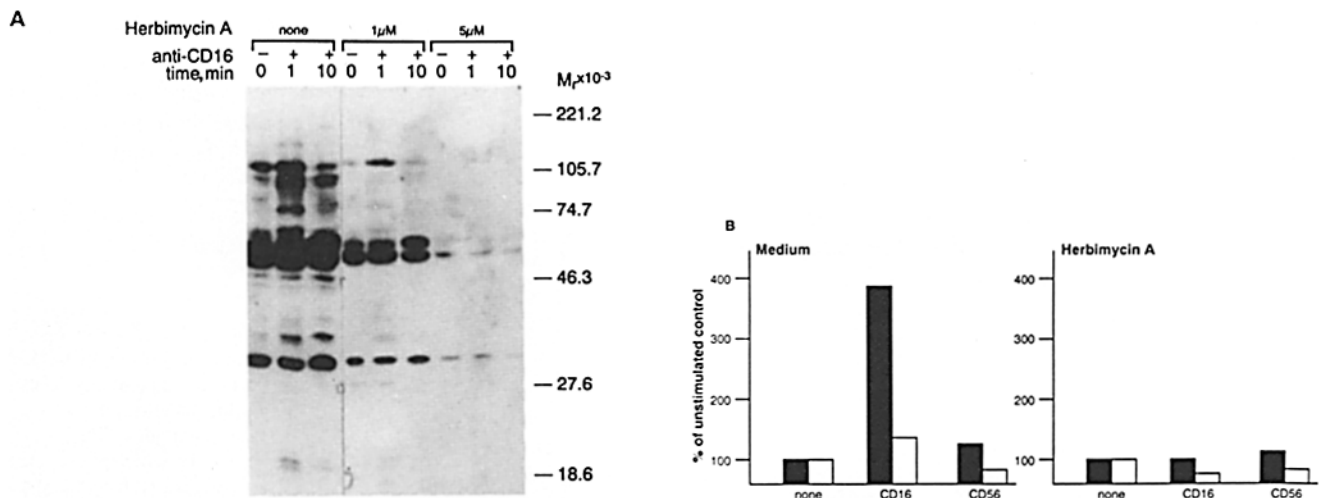 A
Herbimycin A
none
1µM
5µM
anti-CD16
– + + – + + – + +
time, min
0 1 10 0 1 10 0 1 10
Mrx10-3
— 221.2
— 105.7
— 74.7
— 46.3
— 27.6
— 18.6
B
Medium
% of unstimulated control
400
300
200
100
none CD16 CD56
Herbimycin A
400
300
200
100
none CD16 CD56